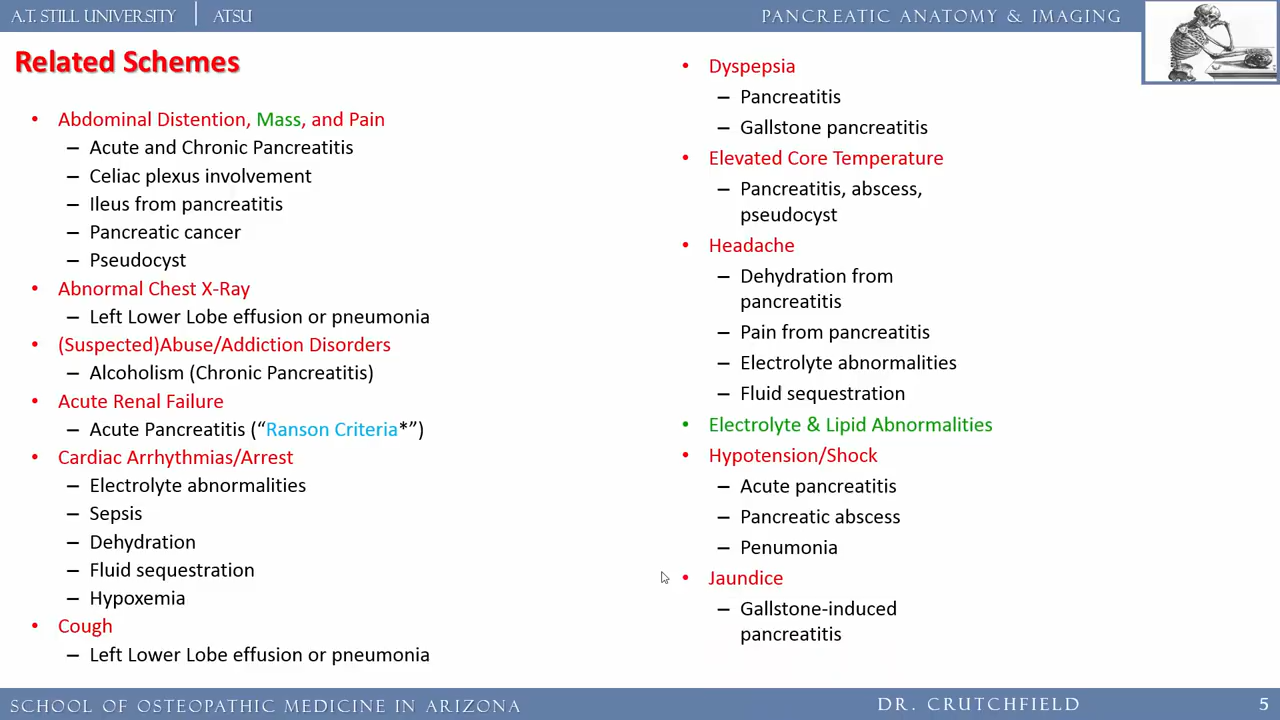 A.T. STILL UNIVERSITY | ATSU
PANCREATIC ANATOMY & IMAGING
Related Schemes
• Abdominal Distention, Mass, and Pain
– Acute and Chronic Pancreatitis
– Celiac plexus involvement
– Ileus from pancreatitis
– Pancreatic cancer
– Pseudocyst
• Abnormal Chest X-Ray
– Left Lower Lobe effusion or pneumonia
• (Suspected)Abuse/Addiction Disorders
– Alcoholism (Chronic Pancreatitis)
• Acute Renal Failure
– Acute Pancreatitis (“Ranson Criteria*”)
• Cardiac Arrhythmias/Arrest
– Electrolyte abnormalities
– Sepsis
– Dehydration
– Fluid sequestration
– Hypoxemia
• Cough
– Left Lower Lobe effusion or pneumonia
• Dyspepsia
– Pancreatitis
– Gallstone pancreatitis
• Elevated Core Temperature
– Pancreatitis, abscess,
pseudocyst
• Headache
– Dehydration from
pancreatitis
– Pain from pancreatitis
– Electrolyte abnormalities
– Fluid sequestration
• Electrolyte & Lipid Abnormalities
• Hypotension/Shock
– Acute pancreatitis
– Pancreatic abscess
– Penumonia
• Jaundice
– Gallstone-induced
pancreatitis
SCHOOL OF OSTEOPATHIC MEDICINE IN ARIZONA
DR. CRUTCHFIELD
5